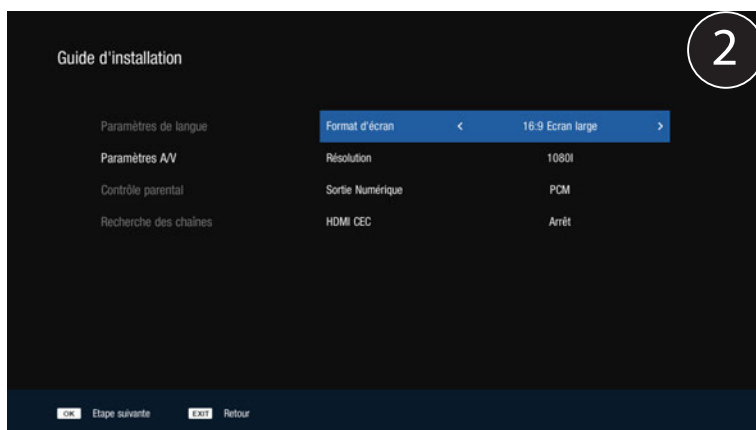 2
Guide d'installation
Paramètres de langue
Format d'écran < 16:9 Ecran large >
Paramètres A/V
Résolution 1080I
Contrôle parental
Sortie Numérique PCM
Recherche des chaînes
HDMI CEC Arrêt
OK Etape suivante EXIT Retour